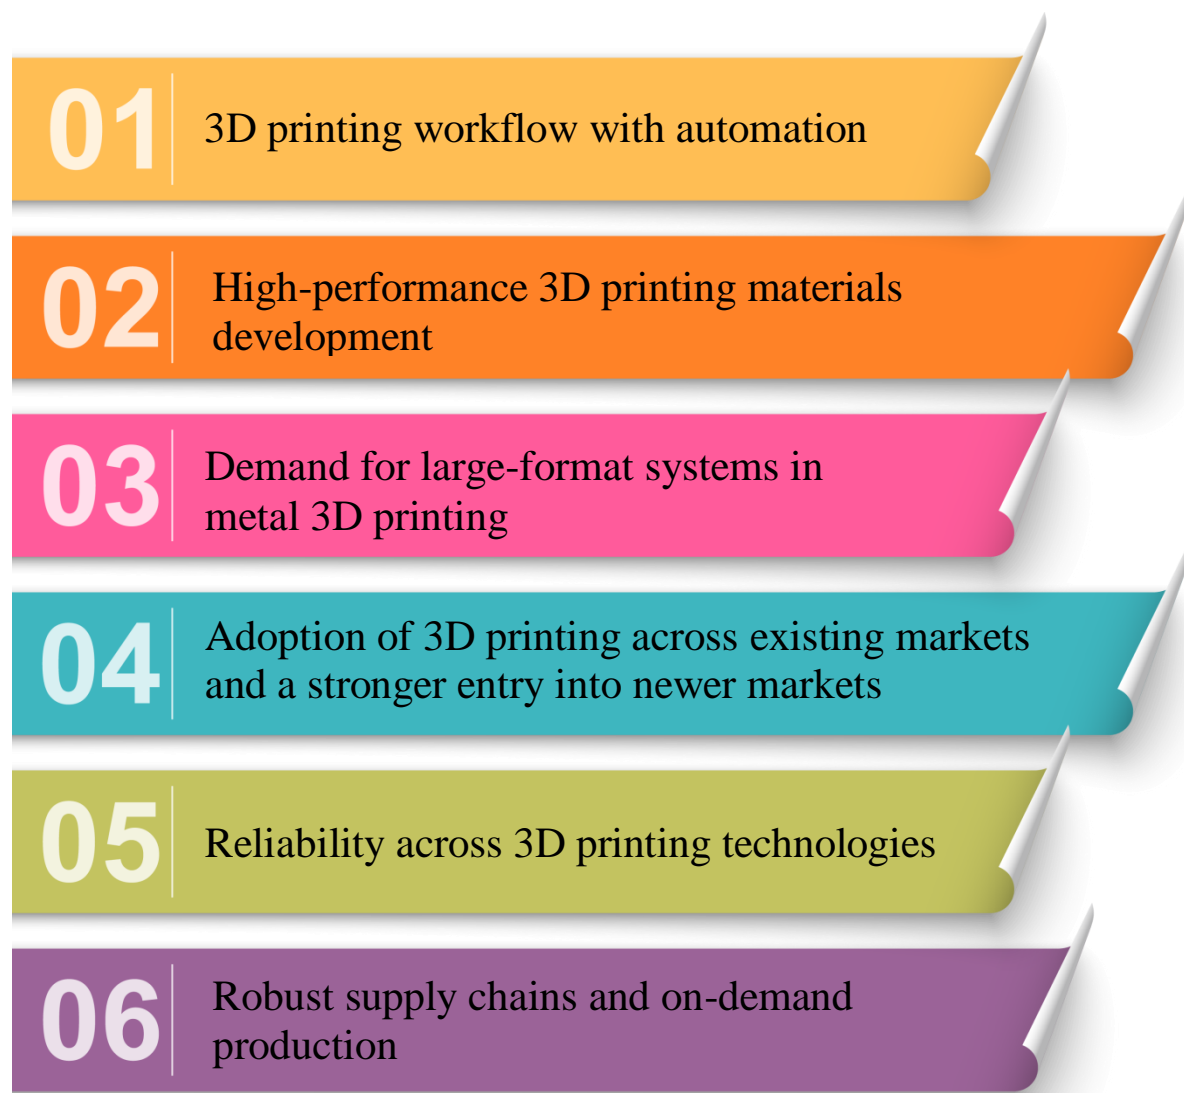 01
3D printing workflow with automation
02
High-performance 3D printing materials
development
03
Demand for large-format systems in
metal 3D printing
04
Adoption of 3D printing across existing markets
and a stronger entry into newer markets
05
Reliability across 3D printing technologies
06
Robust supply chains and on-demand
production